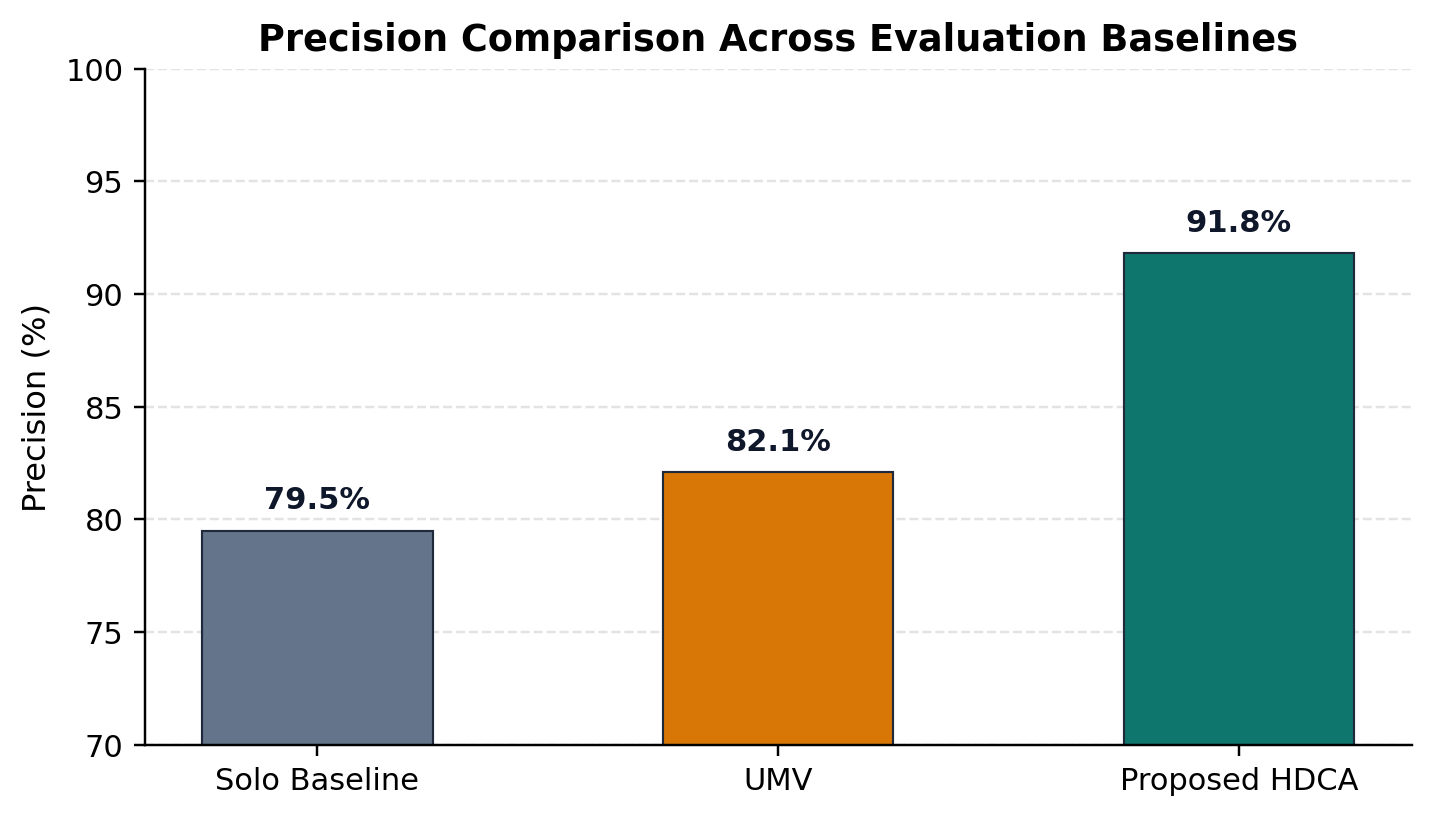 Precision Comparison Across Evaluation Baselines
Precision (%)
100
95
90
85
80
75
70
79.5%
82.1%
91.8%
Solo Baseline
UMV
Proposed HDCA